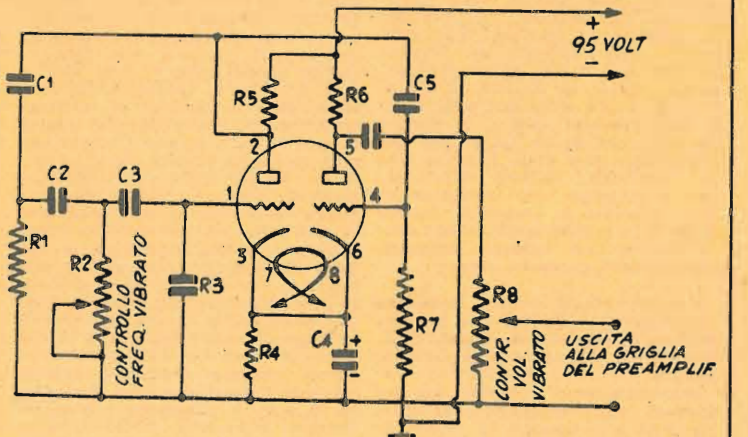 +
95 VOLT
−
C1
R5
R6
C5
2
5
C2
C3
1
4
R1
R2
CONTROLLO
FREQ. VIBRATO
R3
3
7
8
6
R4
C4
+
−
R7
R8
CONTR.
VOL.
VIBRATO
USCITA
ALLA GRIGLIA
DEL PREAMPLIF.